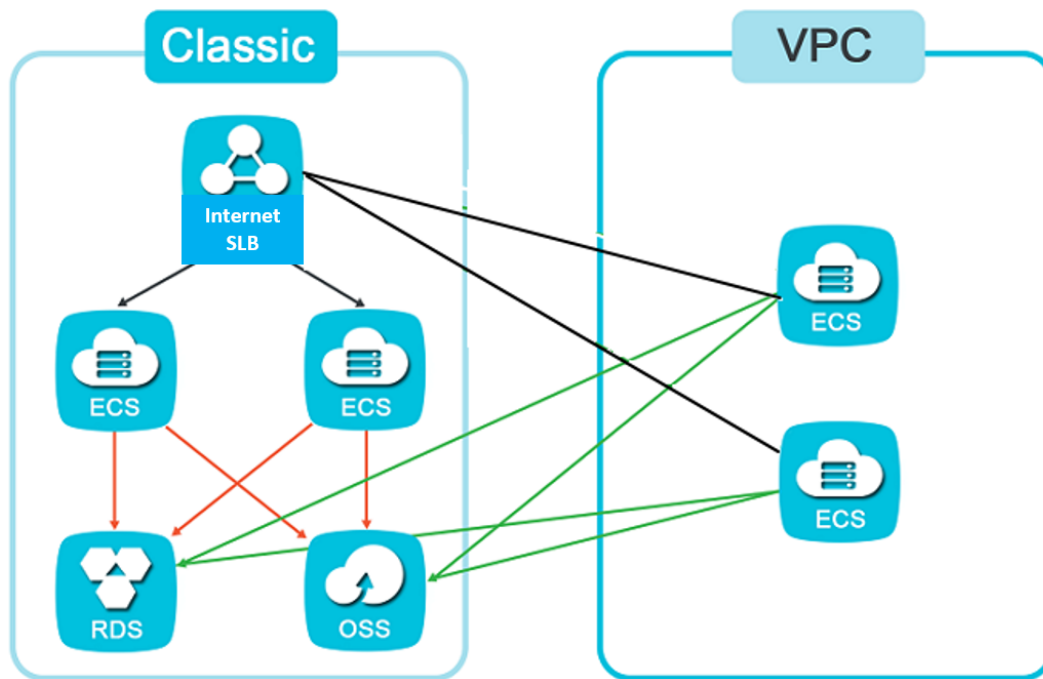 Classic
VPC
Internet
SLB
ECS
ECS
ECS
ECS
RDS
OSS